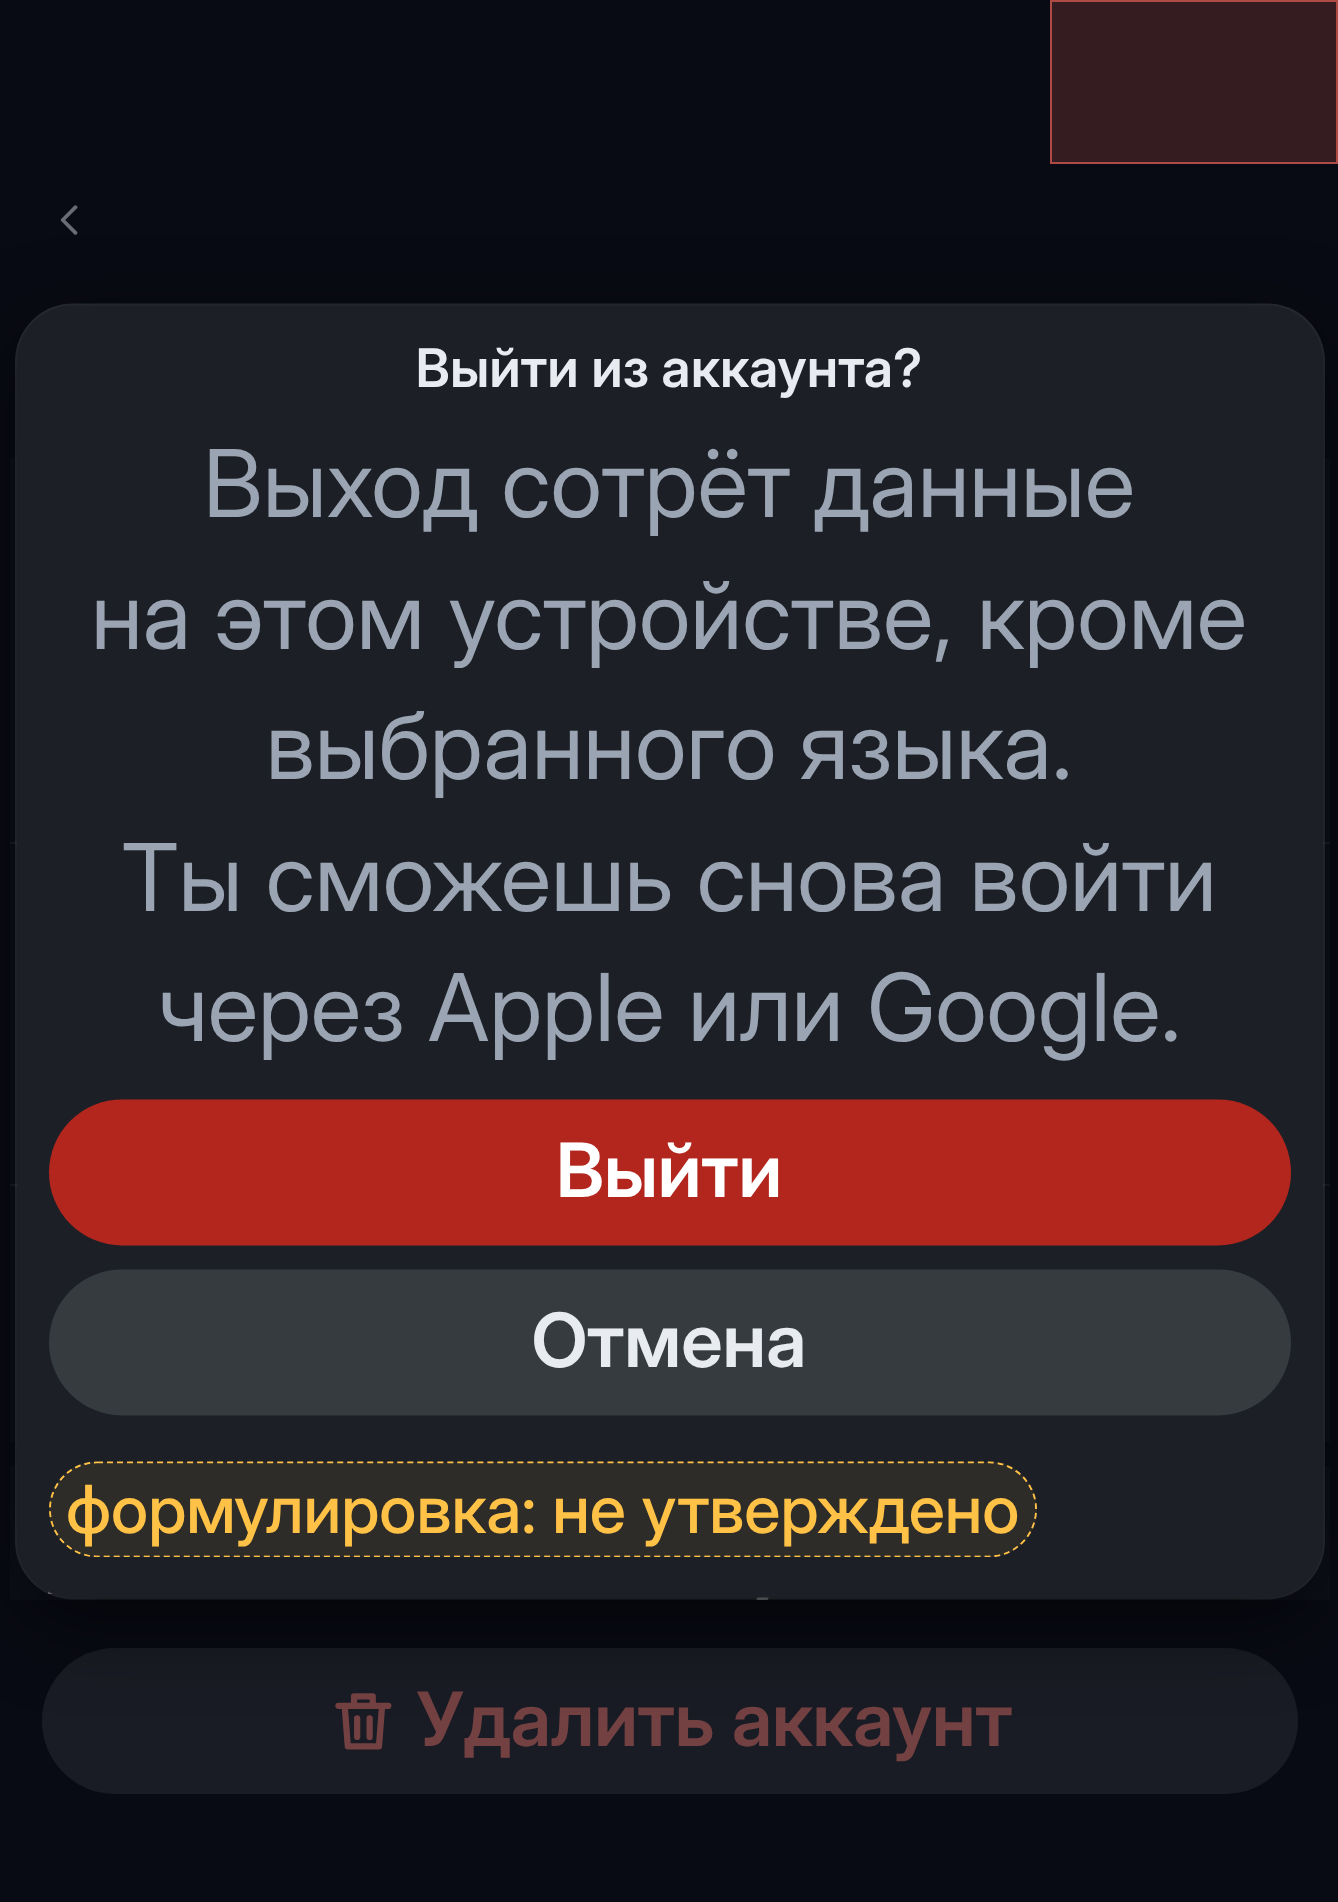 Выйти из аккаунта?
Выход сотрёт данные
на этом устройстве, кроме
выбранного языка.
Ты сможешь снова войти
через Apple или Google.
Выйти
Отмена
формулировка: не утверждено
Удалить аккаунт